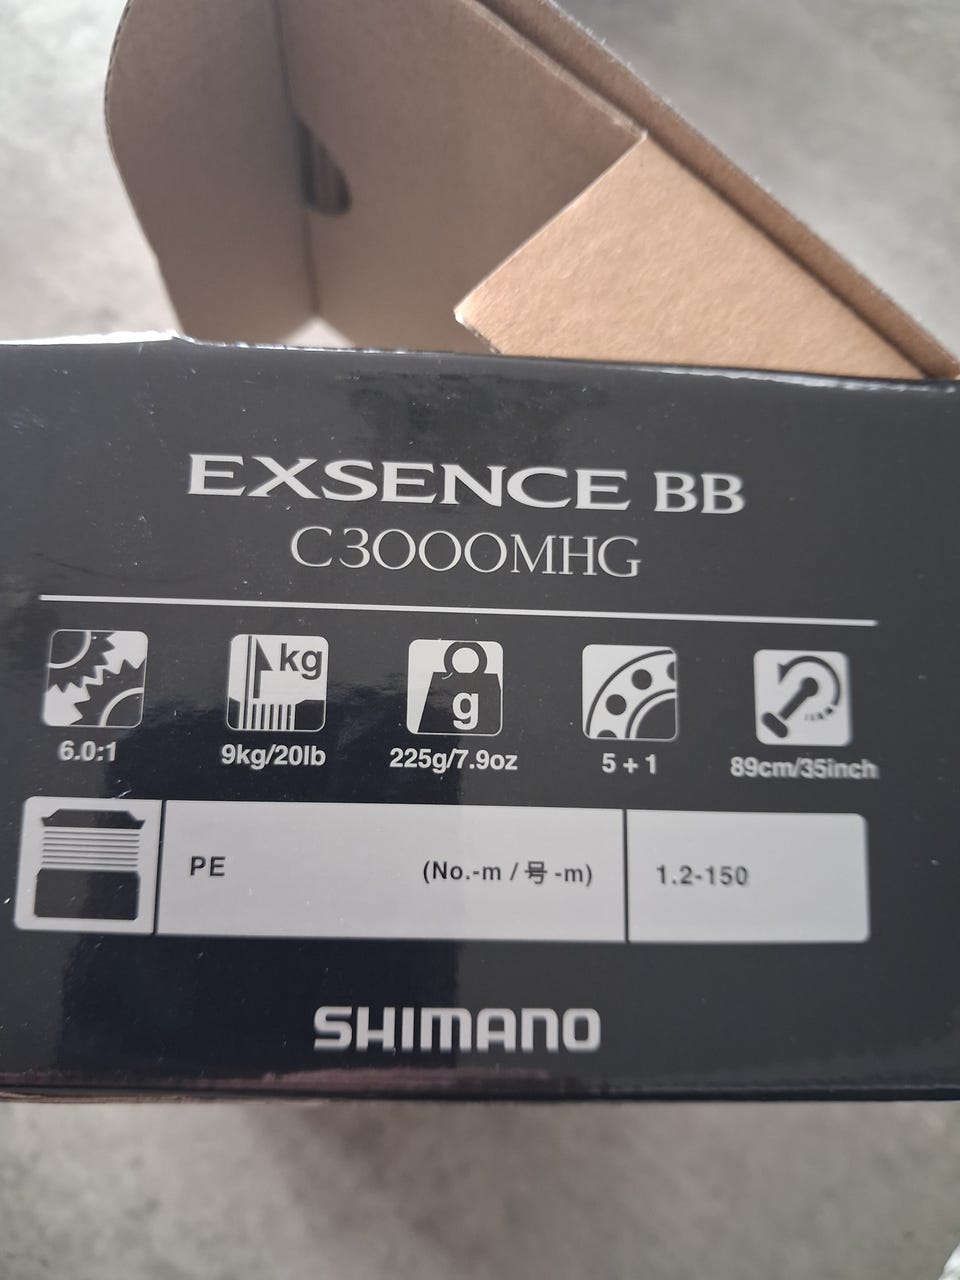 EXSENCE BB
C3000MHG
kg
g
6.0:1 9kg/20lb 225g/7.9oz 5+1 89cm/35inch
PE (No.-m / 号 -m) 1.2-150
SHIMANO